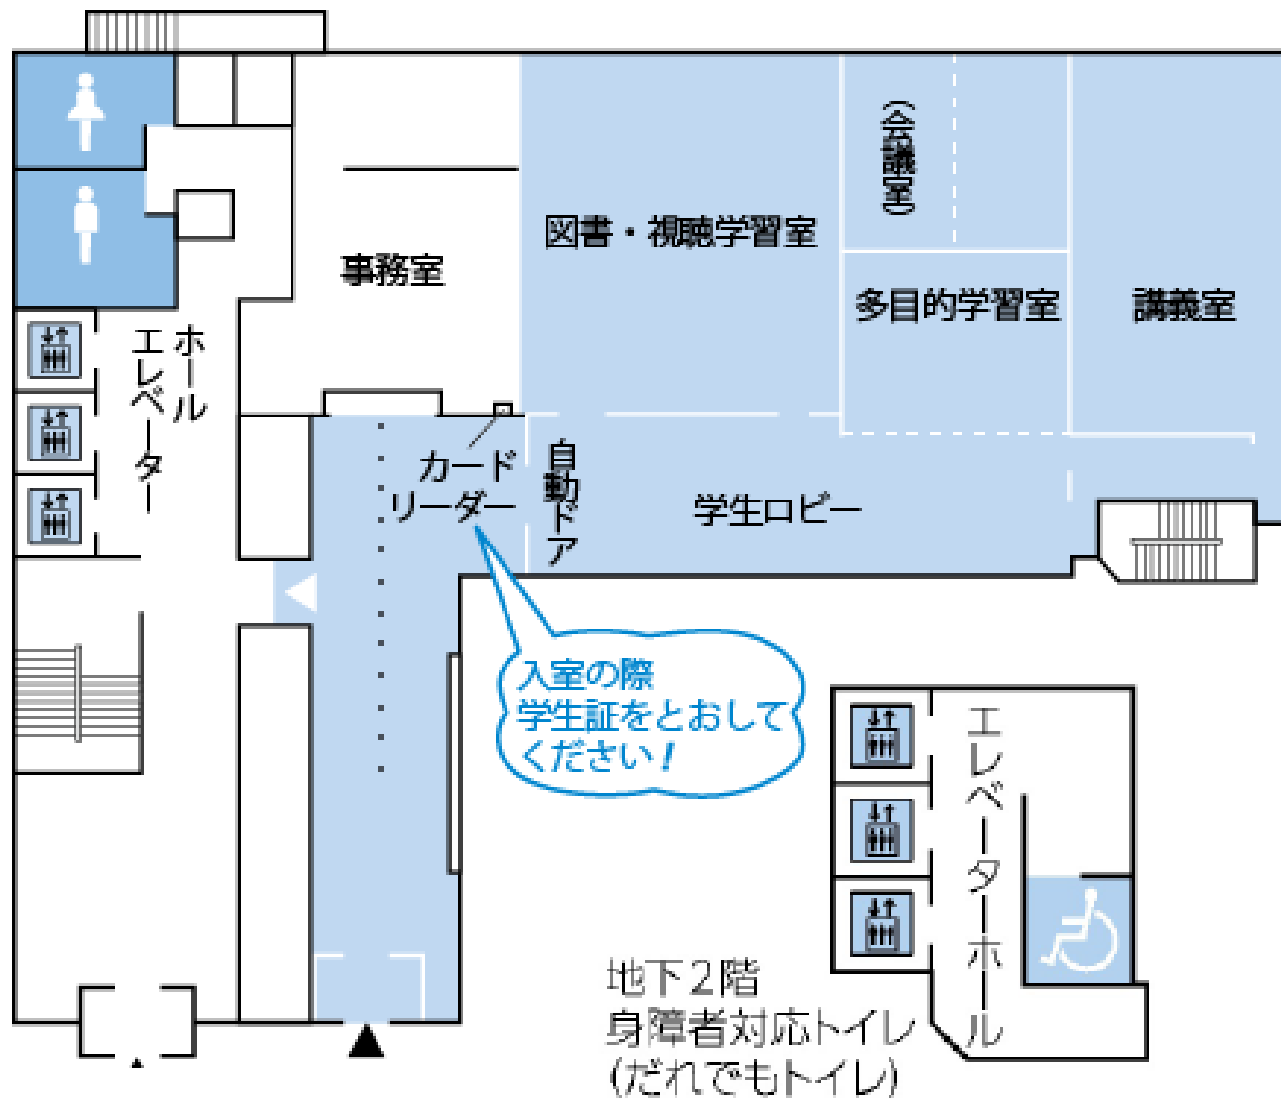 (会議室)
図書・視聴学習室
事務室
多目的学習室
講義室
エレベーター
ホール
カード
リーダー
自動ドア
学生ロビー
入室の際
学生証をとおして
ください！
エレベーターホール
地下2階
身障者対応トイレ
(だれでもトイレ)